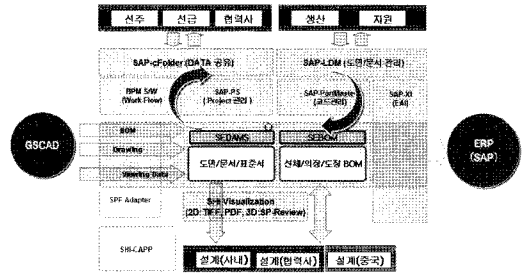 선주 선급 협력사 생산 지원
SAP-cFolder(DATA 공유) SAP-LDM (도면/문서 관리)
BPM S/W
(Work Flow)
SAP-PS
( Project 관리 )
SAP-PartMaster
(코드관리)
SAP-XI
(EAI)
GSCAD
BOM
Drawing
Viewing Data
SEDAMS SEBOM
도면/문서/표준서 선체/의장/도장 BOM
ERP
(SAP)
SPF Adapter
SHI-Visualization
(2D:TIFF, PDF, 3D:SP-Review)
SHI-CAPP
설계(사내) 설계(협력사) 설계(중국)